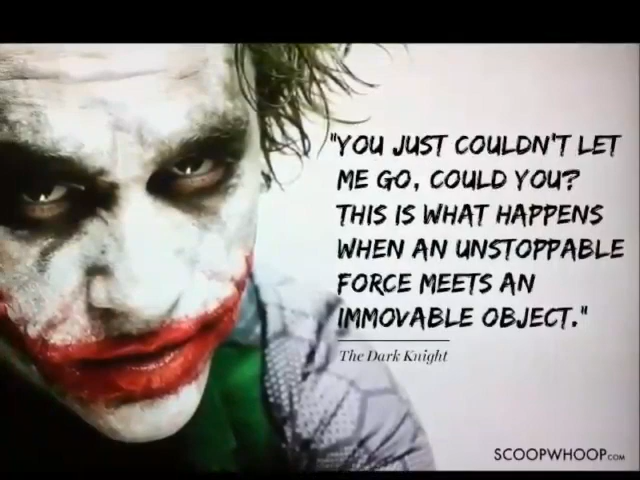 "YOU JUST COULDN'T LET
ME GO, COULD YOU?
THIS IS WHAT HAPPENS
WHEN AN UNSTOPPABLE
FORCE MEETS AN
IMMOVABLE OBJECT."
The Dark Knight
SCOOPWHOOP.COM